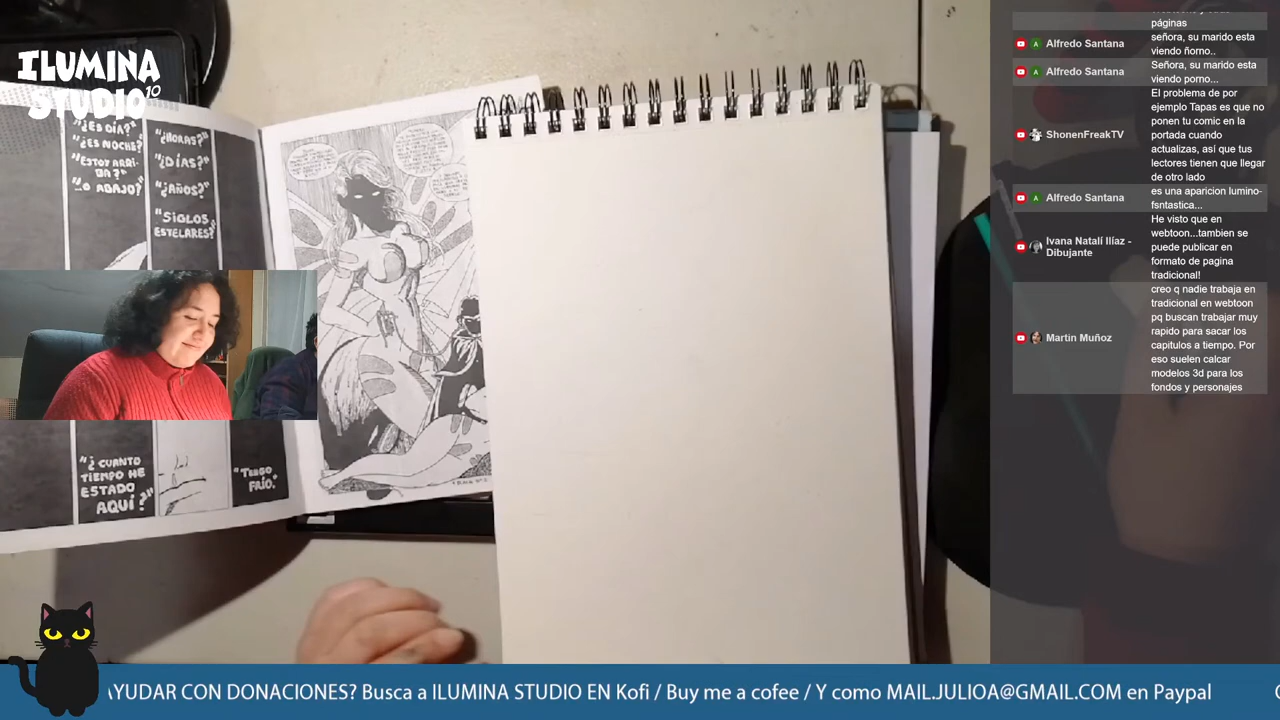 ILUMINA
STUDIO 10
"¿ES DÍA?"
"¿ES NOCHE?
"ESTOY ARRI-
BA?"
"¿O ABAJO?
"¿HORAS?"
"¿DÍAS?"
"¿AÑOS?"
"SIGLOS
ESTELARES?"
"¿CUANTO
TIEMPO HE
ESTADO
AQUÍ?"
"TENGO
FRÍO."
páginas
Alfredo Santana
señora, su marido esta
viendo ñorno..
Alfredo Santana
Señora, su marido esta
viendo porno...
ShonenFreakTV
El problema de por
ejemplo Tapas es que no
ponen tu comic en la
portada cuando
actualizas, así que tus
lectores tienen que llegar
de otro lado
Alfredo Santana
es una aparicion lumino-
fsntastica...
Ivana Natalí Ilíaz -
Dibujante
He visto que en
webtoon...tambien se
puede publicar en
formato de pagina
tradicional!
Martin Muñoz
creo q nadie trabaja en
tradicional en webtoon
pq buscan trabajar muy
rapido para sacar los
capitulos a tiempo. Por
eso suelen calcar
modelos 3d para los
fondos y personajes
AYUDAR CON DONACIONES? Busca a ILUMINA STUDIO EN Kofi / Buy me a cofee / Y como MAIL.JULIOA@GMAIL.COM en Paypal